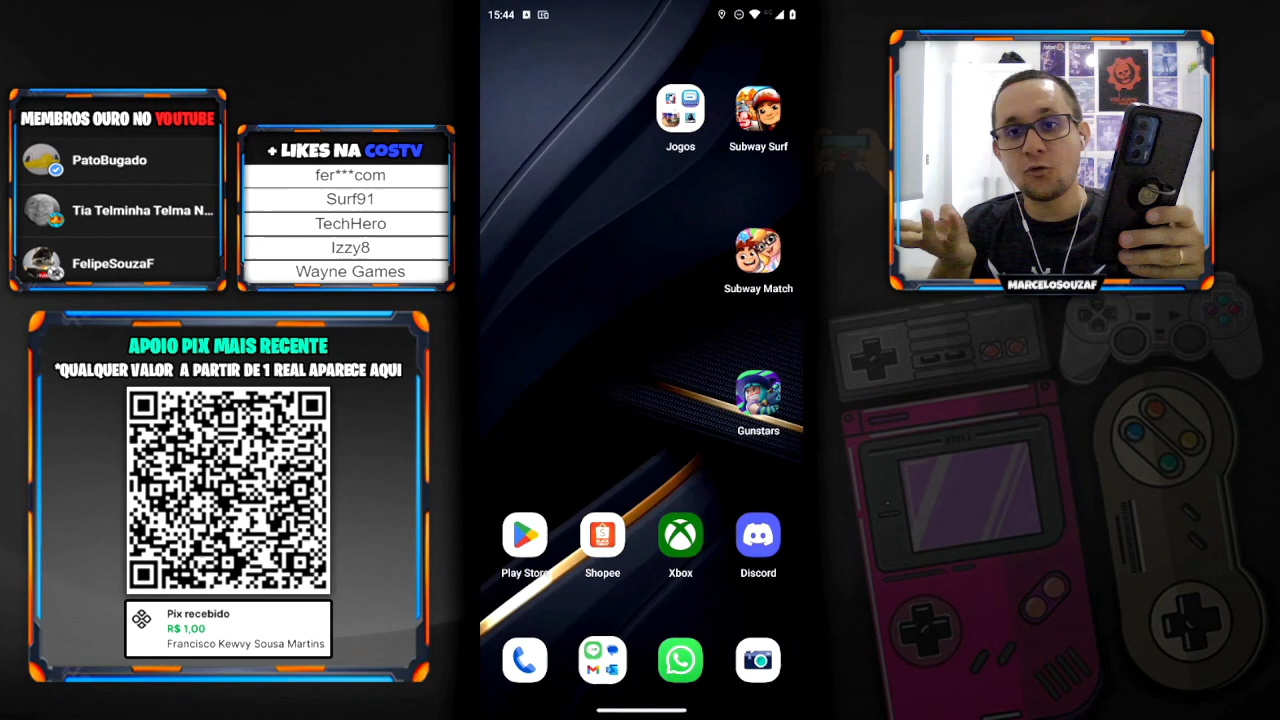 MEMBROS OURO NO YOUTUBE
PatoBugado
Tia Telminha Telma N...
FelipeSouzaF
+ LIKES NA COSTV
fer***com
Surf91
TechHero
Izzy8
Wayne Games
APOIO PIX MAIS RECENTE
*QUALQUER VALOR A PARTIR DE 1 REAL APARECE AQUI
Pix recebido
R$ 1,00
Francisco Kewvy Sousa Martins
15:44
4G
Jogos
Subway Surf
Subway Match
Gunstars
Play Store
Shopee
Xbox
Discord
MARCELOSOUZAF